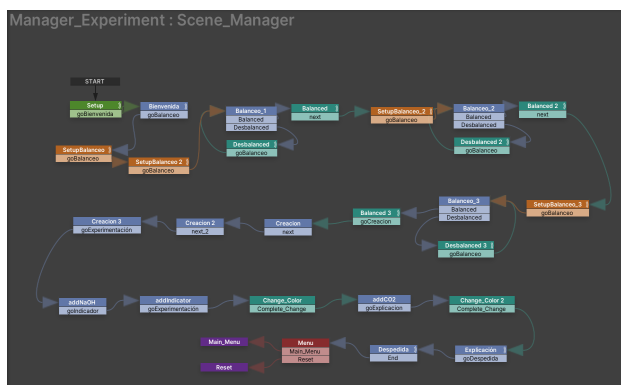 Manager_Experiment : Scene_Manager
START
Setup
goBienvenida
Bienvenida
goBalanceo
SetupBalanceo
goBalanceo
SetupBalanceo 2
goBalanceo
Balanceo_1
Balanced
Desbalanced
Balanced
next
Desbalanced
goBalanceo
SetupBalanceo_2
goBalanceo
Balanceo_2
Balanced
Desbalanced
Balanced 2
next
Desbalanced 2
goBalanceo
SetupBalanceo_3
goBalanceo
Balanceo_3
Balanced
Desbalanced
Desbalanced 3
goBalanceo
Balanced 3
goCreacion
Creacion
next
Creacion 2
next_2
Creacion 3
goExperimentación
addNaOH
goIndicador
addIndicator
goExperimentación
Change_Color
Complete_Change
addCO2
goExplicacion
Change_Color 2
Complete_Change
Explicación
goDespedida
Despedida
End
Menu
Main_Menu
Reset
Main_Menu
Reset